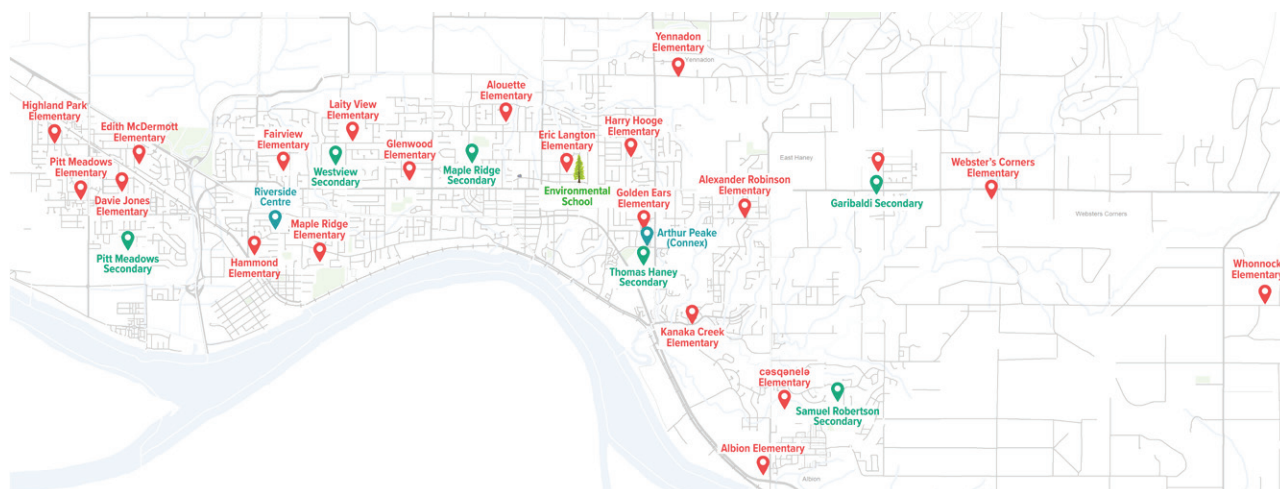 Yennadon
Elementary
Yennadon
Highland Park
Elementary
Edith McDermott
Elementary
Laity View
Elementary
Alouette
Elementary
Fairview
Elementary
Glenwood
Elementary
Eric Langton
Elementary
Harry Hooge
Elementary
Pitt Meadows
Elementary
Davie Jones
Elementary
Westview
Secondary
Maple Ridge
Secondary
Environmental
School
East Haney
Webster's Corners
Elementary
Riverside
Centre
Golden Ears
Elementary
Alexander Robinson
Elementary
Garibaldi Secondary
Websters Corners
Maple Ridge
Elementary
Arthur Peake
(Connex)
Pitt Meadows
Secondary
Hammond
Elementary
Thomas Haney
Secondary
Whonnock
Elementary
Kanaka Creek
Elementary
c̓əsqənelə
Elementary
Samuel Robertson
Secondary
Albion Elementary
Albion